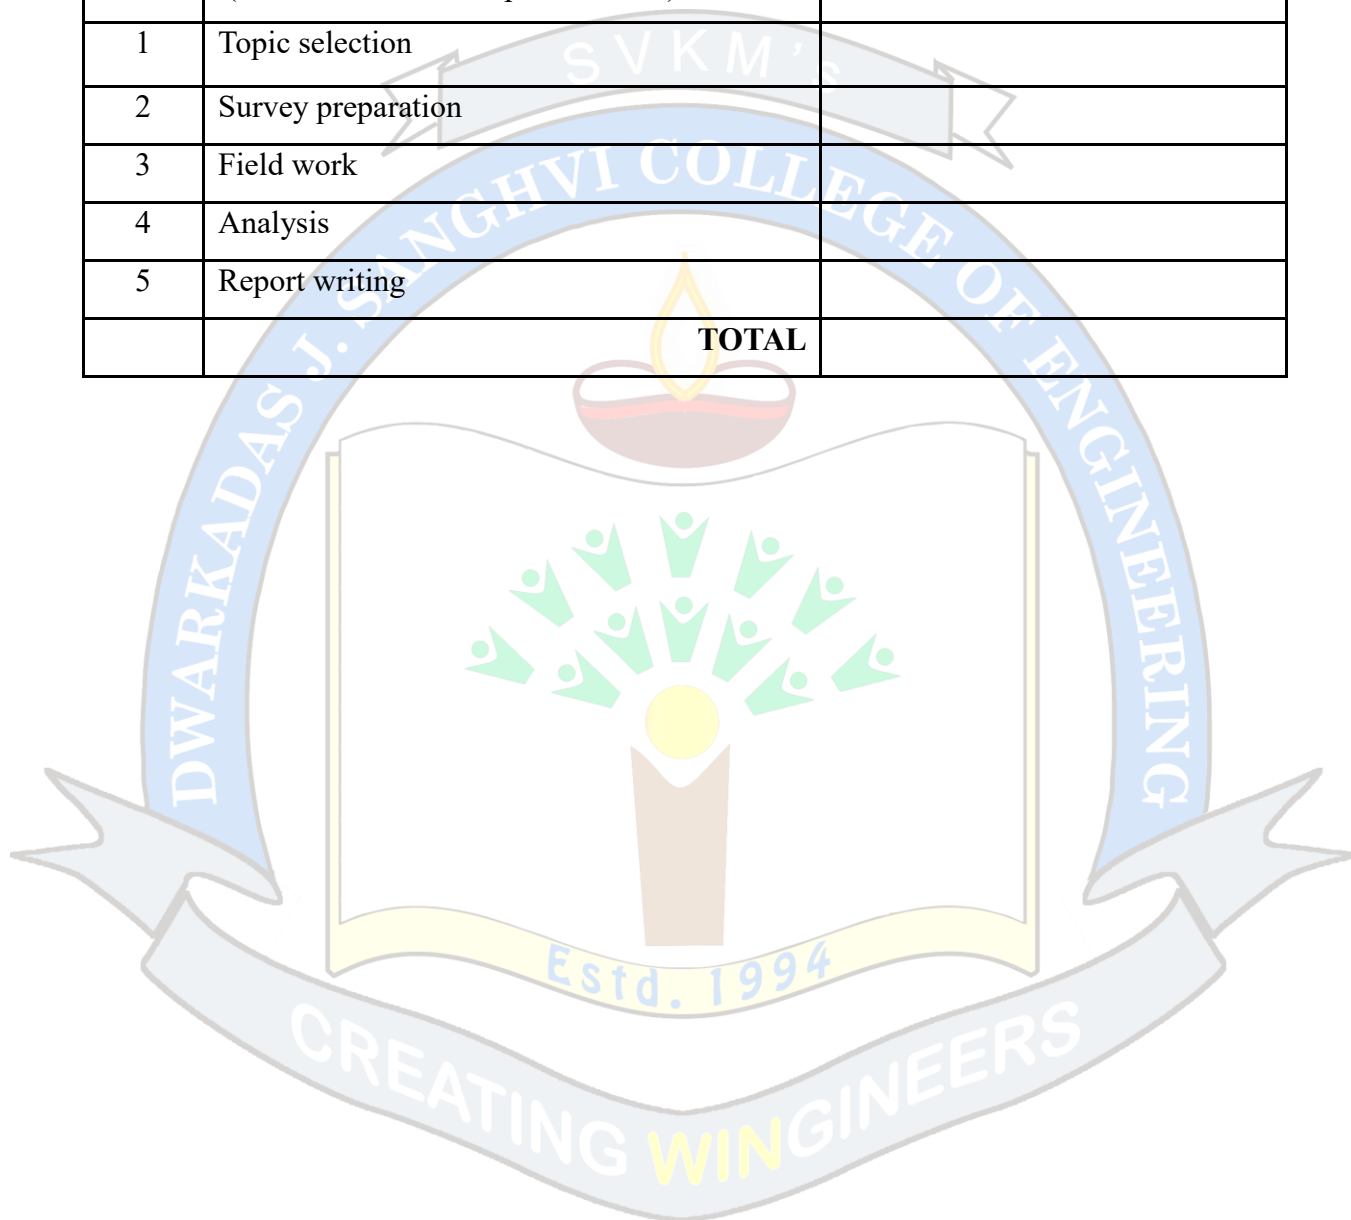 1 Topic selection
2 Survey preparation
3 Field work
4 Analysis
5 Report writing
TOTAL
SVKM's
DWARKADAS J. SANGHVI COLLEGE OF ENGINEERING
Estd. 1994
CREATING WINGINEERS